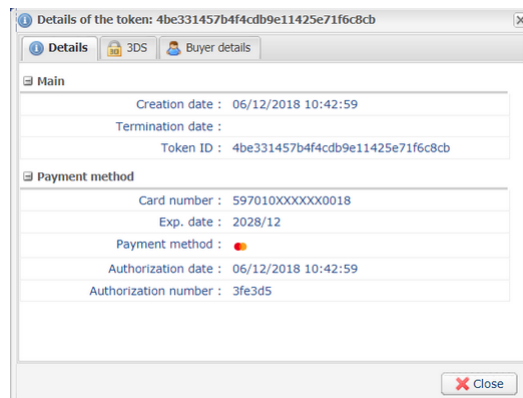 Details of the token: 4be331457b4f4cdb9e11425e71f6c8cb
Details 3DS Buyer details
Main
Creation date : 06/12/2018 10:42:59
Termination date :
Token ID : 4be331457b4f4cdb9e11425e71f6c8cb
Payment method
Card number : 597010XXXXXX0018
Exp. date : 2028/12
Payment method :
Authorization date : 06/12/2018 10:42:59
Authorization number : 3fe3d5
Close